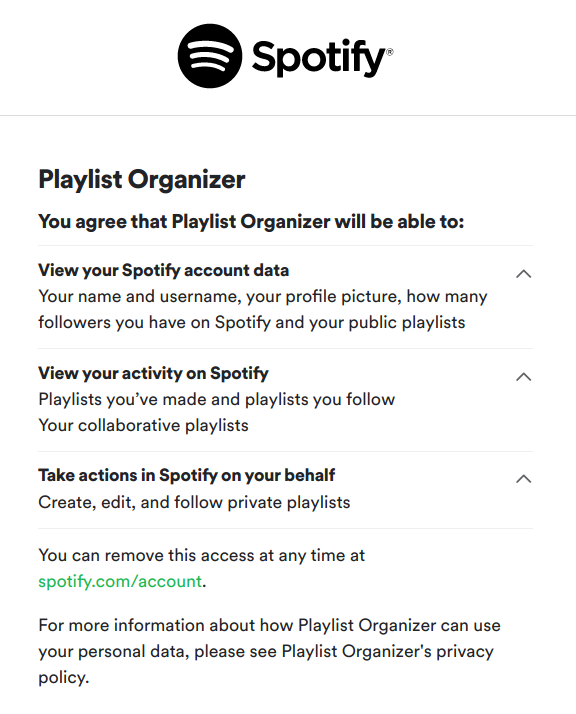 Spotify®
Playlist Organizer
You agree that Playlist Organizer will be able to:
View your Spotify account data
Your name and username, your profile picture, how many
followers you have on Spotify and your public playlists
View your activity on Spotify
Playlists you’ve made and playlists you follow
Your collaborative playlists
Take actions in Spotify on your behalf
Create, edit, and follow private playlists
You can remove this access at any time at
spotify.com/account.
For more information about how Playlist Organizer can use
your personal data, please see Playlist Organizer's privacy
policy.